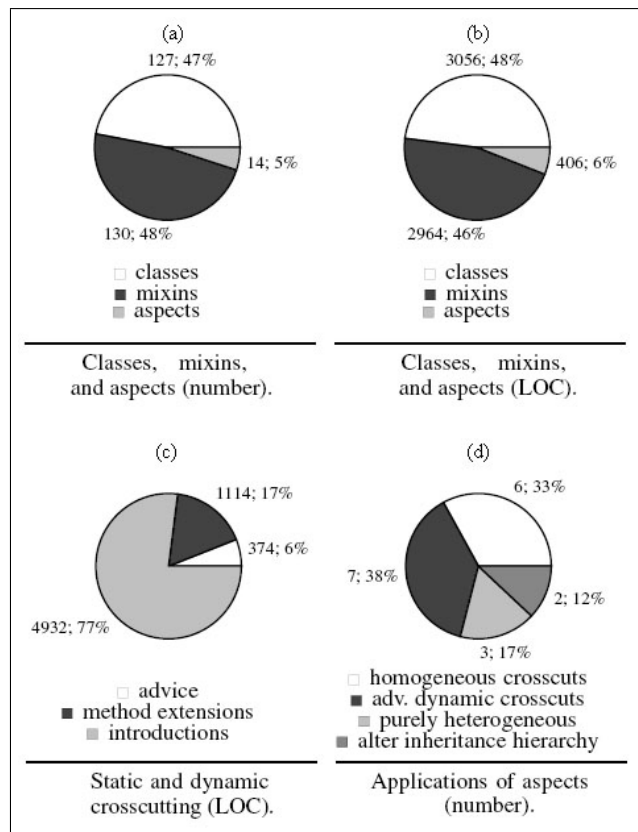 (a)
127; 47%
14; 5%
130; 48%
classes
mixins
aspects
Classes, mixins,
and aspects (number).
(b)
3056; 48%
406; 6%
2964; 46%
classes
mixins
aspects
Classes, mixins,
and aspects (LOC).
(c)
1114; 17%
374; 6%
4932; 77%
advice
method extensions
introductions
Static and dynamic
crosscutting (LOC).
(d)
6; 33%
7; 38%
2; 12%
3; 17%
homogeneous crosscuts
adv. dynamic crosscuts
purely heterogeneous
alter inheritance hierarchy
Applications of aspects
(number).